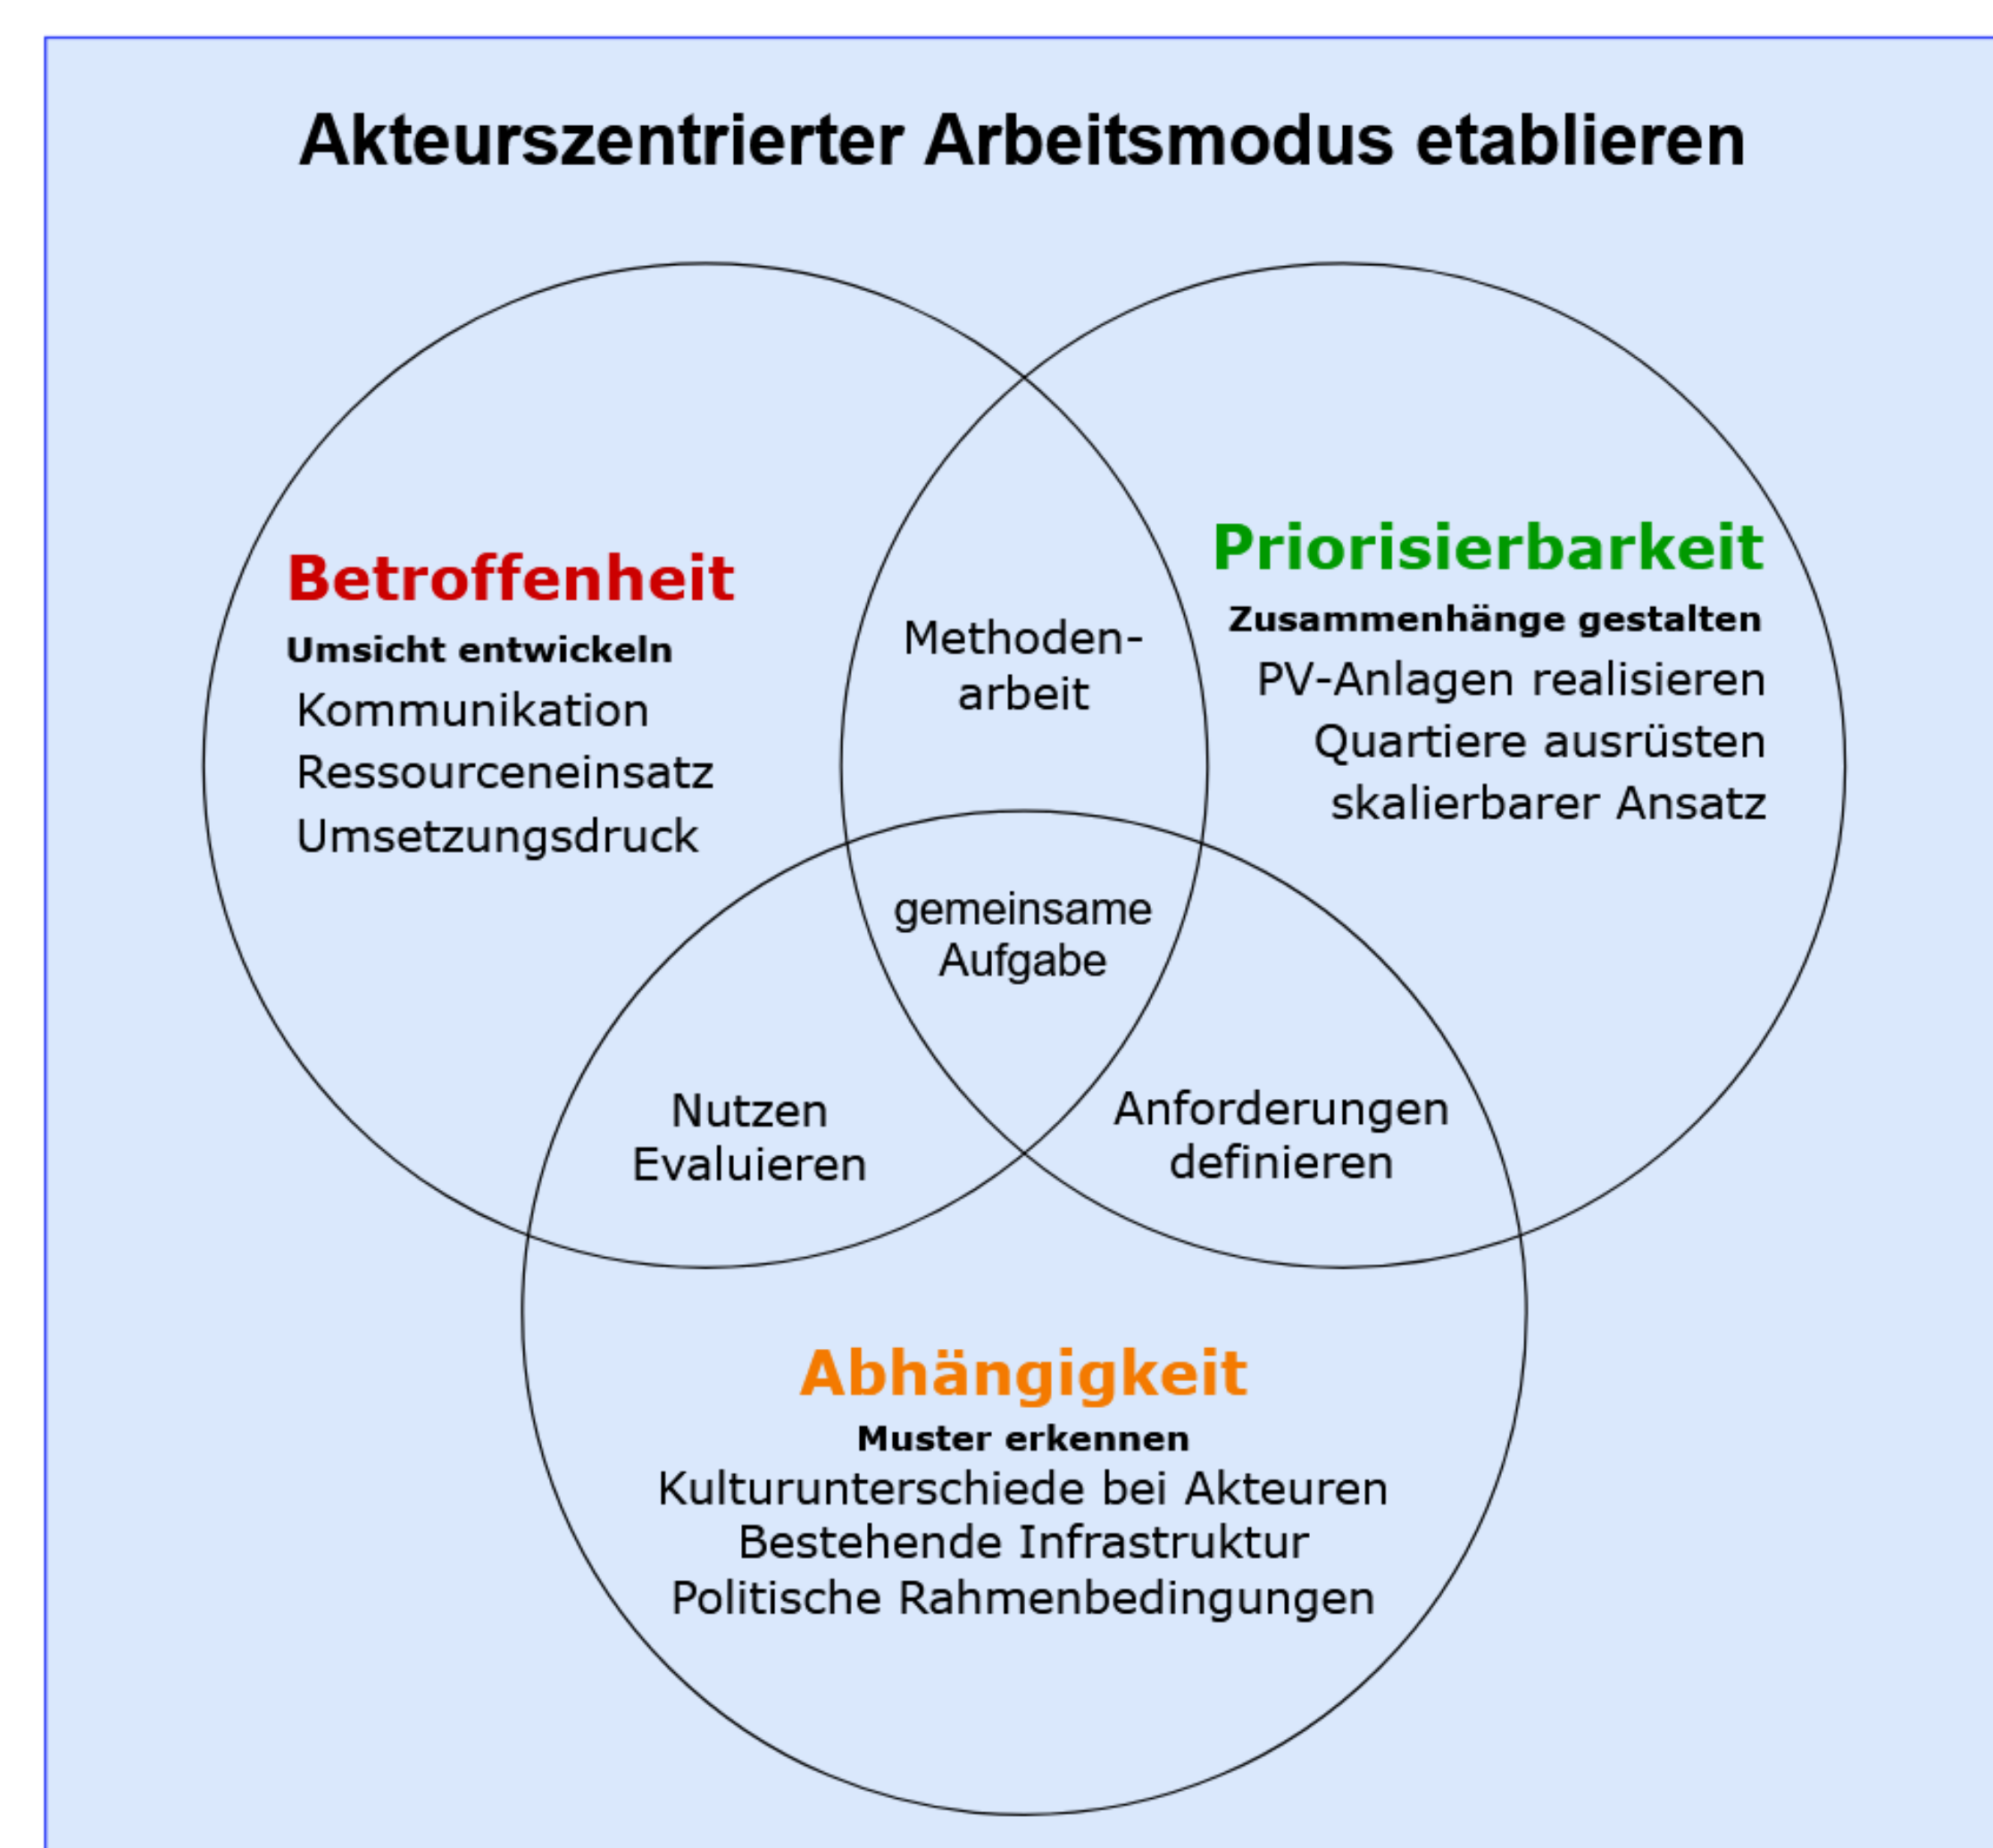 Akteurszentrierter Arbeitsmodus etablieren
Betroffenheit
Umsicht entwickeln
Kommunikation
Ressourceneinsatz
Umsetzungsdruck
Methoden-
arbeit
Priorisierbarkeit
Zusammenhänge gestalten
PV-Anlagen realisieren
Quartiere ausrüsten
skalierbarer Ansatz
gemeinsame
Aufgabe
Nutzen
Evaluieren
Anforderungen
definieren
Abhängigkeit
Muster erkennen
Kulturunterschiede bei Akteuren
Bestehende Infrastruktur
Politische Rahmenbedingungen